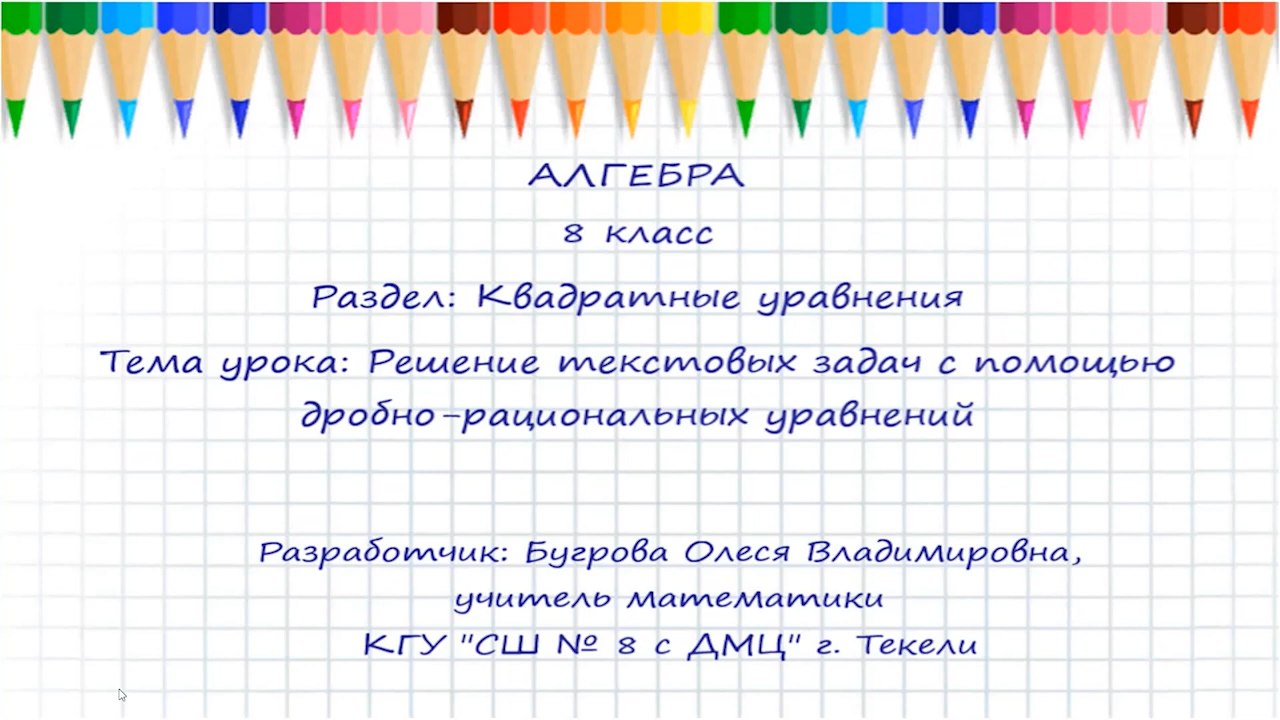 АЛГЕБРА
8 класс
Раздел: Квадратные уравнения
Тема урока: Решение текстовых задач с помощью
дробно-рациональных уравнений
Разработчик: Бугрова Олеся Владимировна,
учитель математики
КГУ "СШ № 8 с ДМЦ" г. Текели